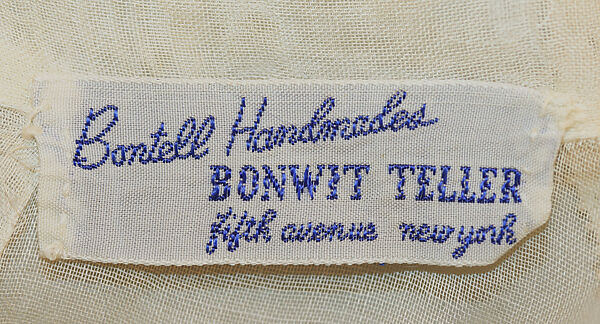 Bontell Handmades
BONWIT TELLER
fifth avenue new york